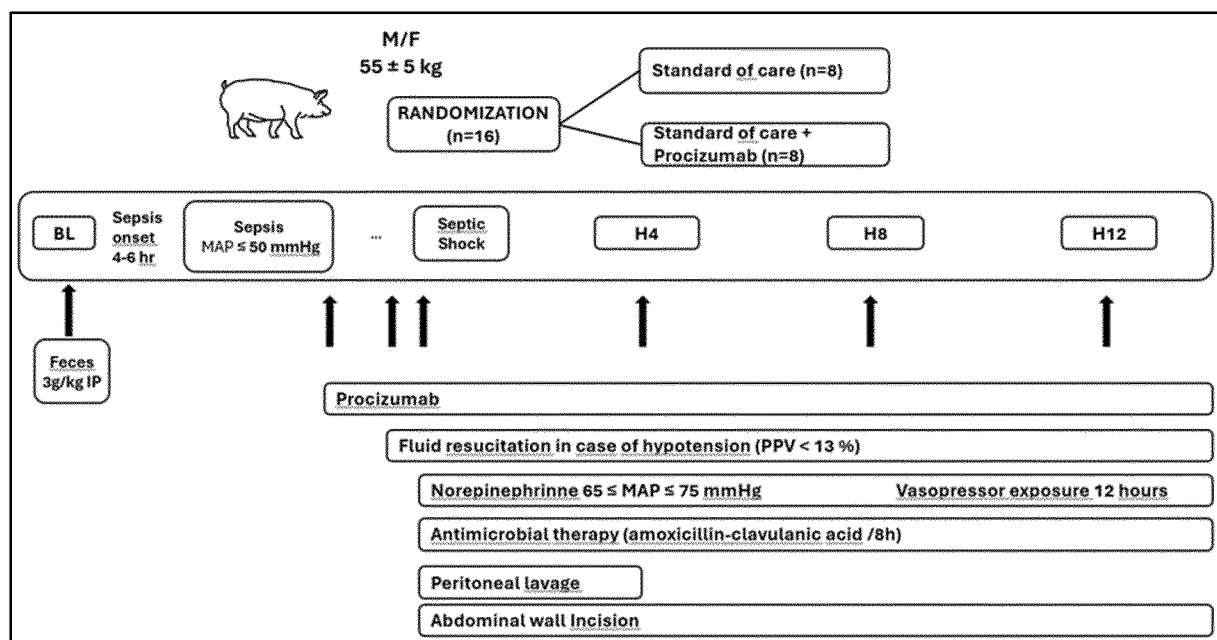 M/F
55 ± 5 kg
RANDOMIZATION
(n=16)
Standard of care (n=8)
Standard of care +
Procizumab (n=8)
BL
Sepsis
onset
4-6 hr
Sepsis
MAP ≤ 50 mmHg
...
Septic
Shock
H4
H8
H12
Feces
3g/kg IP
Procizumab
Fluid resucitation in case of hypotension (PPV < 13 %)
Norepinephrinne 65 ≤ MAP ≤ 75 mmHg Vasopressor exposure 12 hours
Antimicrobial therapy (amoxicillin-clavulanic acid /8h)
Peritoneal lavage
Abdominal wall Incision